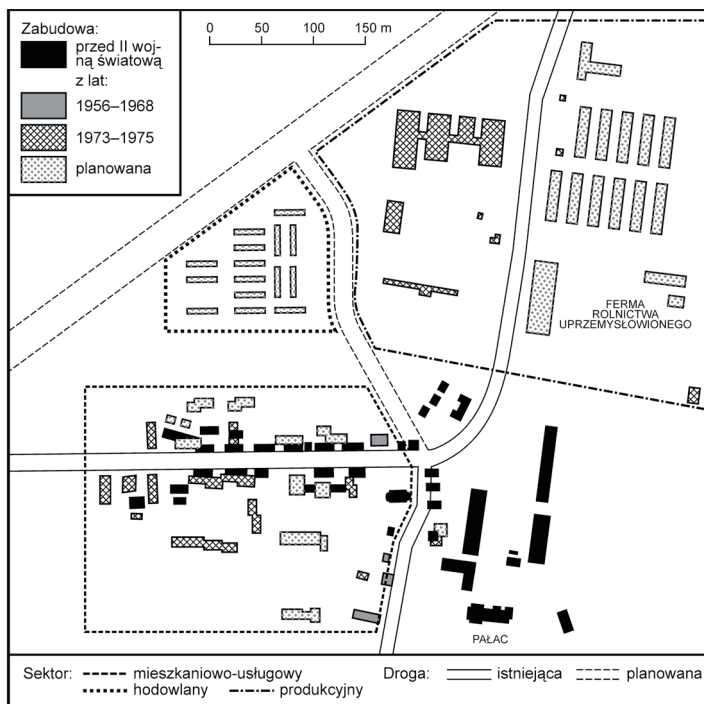 Zabudowa:
przed II woj-
ną światową
z lat:
1956–1968
1973–1975
planowana
0 50 100 150 m
FERMA
ROLNICTWA
UPRZEMYSŁOWIONEGO
PAŁAC
Sektor: mieszkaniowo-usługowy Droga: istniejąca planowana
hodowlany produkcyjny